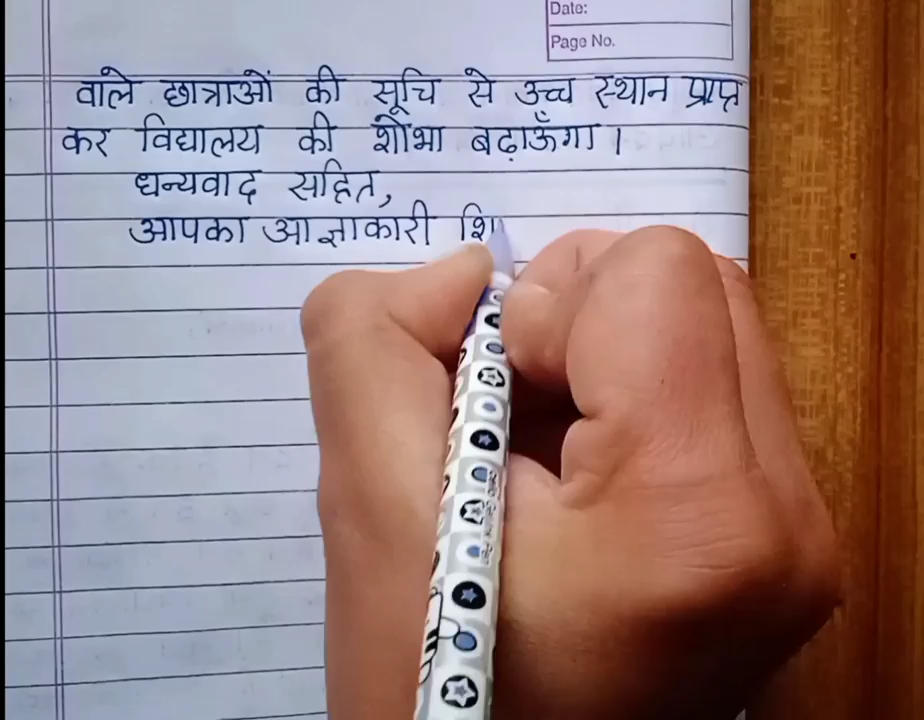 Date:
Page No.
वाले छात्राओं की सूचि से उच्च स्थान प्राप्त
कर विद्यालय की शोभा बढ़ाऊँगा ।
धन्यवाद सहित,
आपका आज्ञाकारी शि